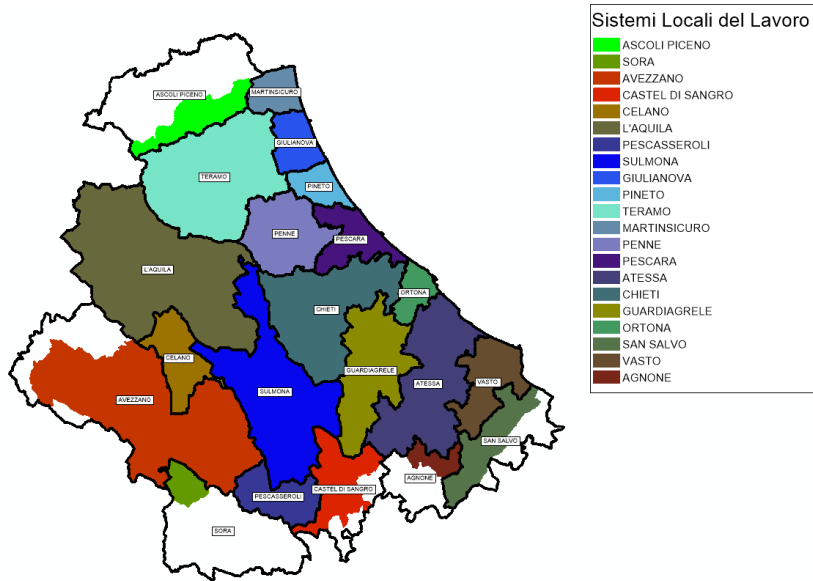 Sistemi Locali del Lavoro
ASCOLI PICENO
SORA
AVEZZANO
CASTEL DI SANGRO
CELANO
L'AQUILA
PESCASSEROLI
SULMONA
GIULIANOVA
PINETO
TERAMO
MARTINSICURO
PENNE
PESCARA
ATESSA
CHIETI
GUARDIAGRELE
ORTONA
SAN SALVO
VASTO
AGNONE
ASCOLI PICENO
MARTINSICURO
GIULIANOVA
TERAMO
PINETO
PENNE
PESCARA
L'AQUILA
ORTONA
CHIETI
CELANO
GUARDIAGRELE
ATESSA
VASTO
SULMONA
AVEZZANO
SAN SALVO
AGNONE
CASTEL DI SANGRO
PESCASSEROLI
SORA